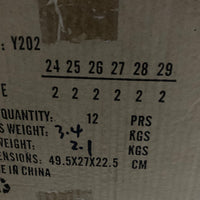 : Y202
24 25 26 27 28 29
E 2 2 2 2 2 2
QUANTITY: 12 PRS
S WEIGHT: 3.4 KGS
WEIGHT: 2.1 KGS
ENSIONS: 49.5X27X22.5 CM
E IN CHINA